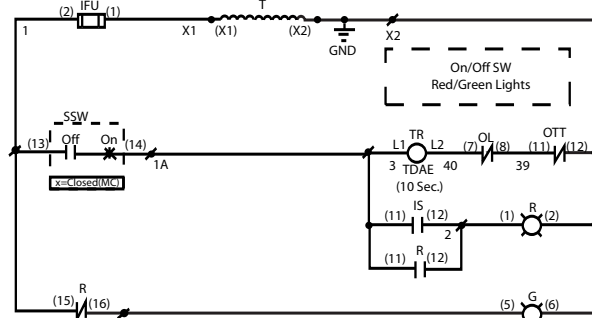 T
(2) IFU (1)
1
X1 (X1) (X2) X2
GND
On/Off SW
Red/Green Lights
SSW
(13) Off On (14)
1A
x=Closed(MC)
TR
L1 L2
3 TDAE 40
(10 Sec.)
OL
(7) (8)
39
OTT
(11) (12)
IS
(11) (12)
2
R
(1) (2)
R
(11) (12)
R
(15) (16)
G
(5) (6)